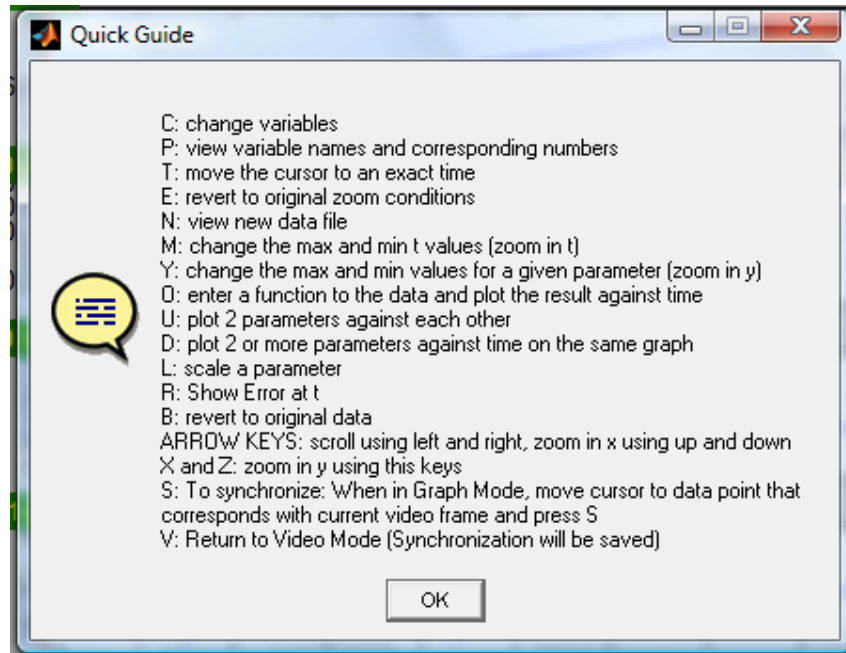 Quick Guide
C: change variables
P: view variable names and corresponding numbers
T: move the cursor to an exact time
E: revert to original zoom conditions
N: view new data file
M: change the max and min t values (zoom in t)
Y: change the max and min values for a given parameter (zoom in y)
O: enter a function to the data and plot the result against time
U: plot 2 parameters against each other
D: plot 2 or more parameters against time on the same graph
L: scale a parameter
R: Show Error at t
B: revert to original data
ARROW KEYS: scroll using left and right, zoom in x using up and down
X and Z: zoom in y using this keys
S: To synchronize: When in Graph Mode, move cursor to data point that
corresponds with current video frame and press S
V: Return to Video Mode (Synchronization will be saved)
OK